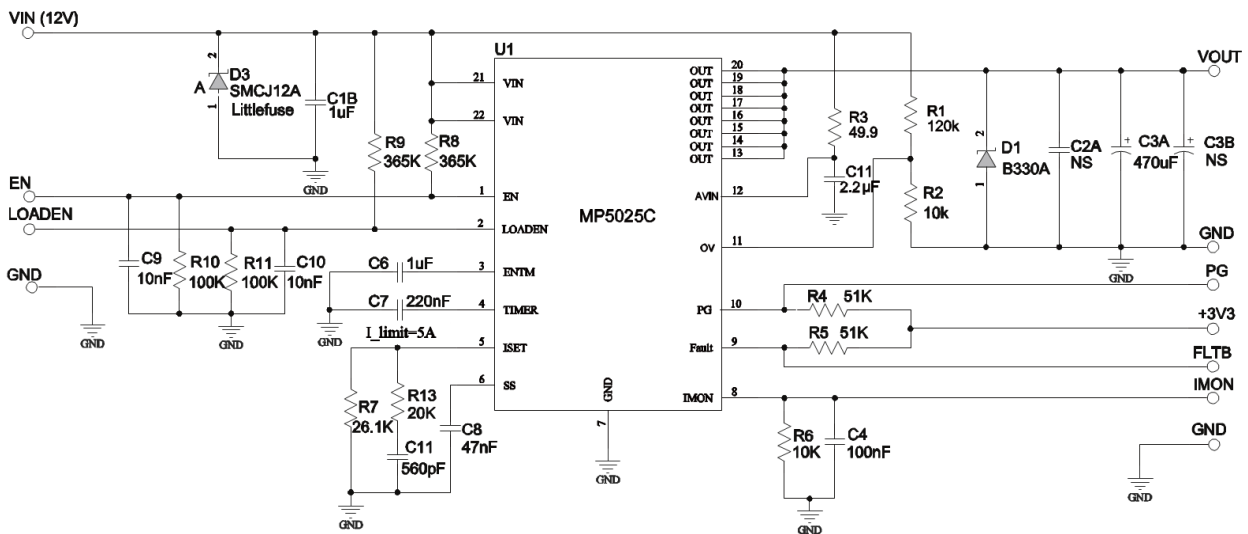 VIN (12V)
U1
2
D3
A
SMCJ12A
1
Littlefuse
C1B
1uF
GND
R9
365K
R8
365K
21
VIN
22
VIN
EN
1
EN
LOADEN
2
LOADEN
C9
10nF
R10
100K
R11
100K
C10
10nF
GND
GND
GND
C6
1uF
3
ENTM
C7
220nF
4
TIMER
GND
I_limit=5A
5
ISET
6
SS
R7
26.1K
R13
20K
C11
560pF
C8
47nF
GND
MP5025C
GND
7
GND
OUT
20
OUT
19
OUT
18
OUT
17
OUT
16
OUT
15
OUT
14
OUT
13
AVIN
12
OV
11
PG
10
Fault
9
IMON
8
R3
49.9
C11
2.2µF
GND
R1
120k
R2
10k
2
D1
B330A
1
C2A
NS
+
C3A
470uF
+
C3B
NS
VOUT
GND
GND
PG
R4
51K
+3V3
R5
51K
FLTB
IMON
R6
10K
C4
100nF
GND
GND
GND